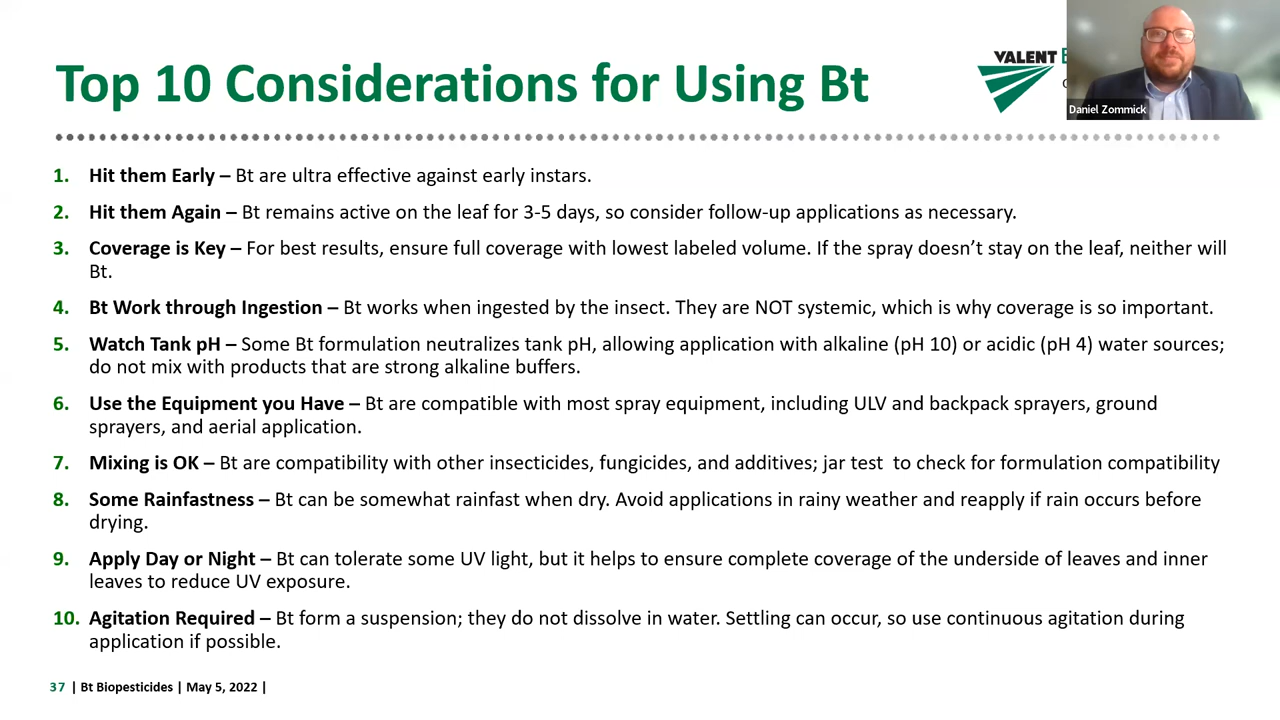 Top 10 Considerations for Using Bt
VALENT
Daniel Zommick
1. Hit them Early – Bt are ultra effective against early instars.
2. Hit them Again – Bt remains active on the leaf for 3-5 days, so consider follow-up applications as necessary.
3. Coverage is Key – For best results, ensure full coverage with lowest labeled volume. If the spray doesn’t stay on the leaf, neither will
Bt.
4. Bt Work through Ingestion – Bt works when ingested by the insect. They are NOT systemic, which is why coverage is so important.
5. Watch Tank pH – Some Bt formulation neutralizes tank pH, allowing application with alkaline (pH 10) or acidic (pH 4) water sources;
do not mix with products that are strong alkaline buffers.
6. Use the Equipment you Have – Bt are compatible with most spray equipment, including ULV and backpack sprayers, ground
sprayers, and aerial application.
7. Mixing is OK – Bt are compatibility with other insecticides, fungicides, and additives; jar test  to check for formulation compatibility
8. Some Rainfastness – Bt can be somewhat rainfast when dry. Avoid applications in rainy weather and reapply if rain occurs before
drying.
9. Apply Day or Night – Bt can tolerate some UV light, but it helps to ensure complete coverage of the underside of leaves and inner
leaves to reduce UV exposure.
10. Agitation Required – Bt form a suspension; they do not dissolve in water. Settling can occur, so use continuous agitation during
application if possible.
37 | Bt Biopesticides | May 5, 2022 |